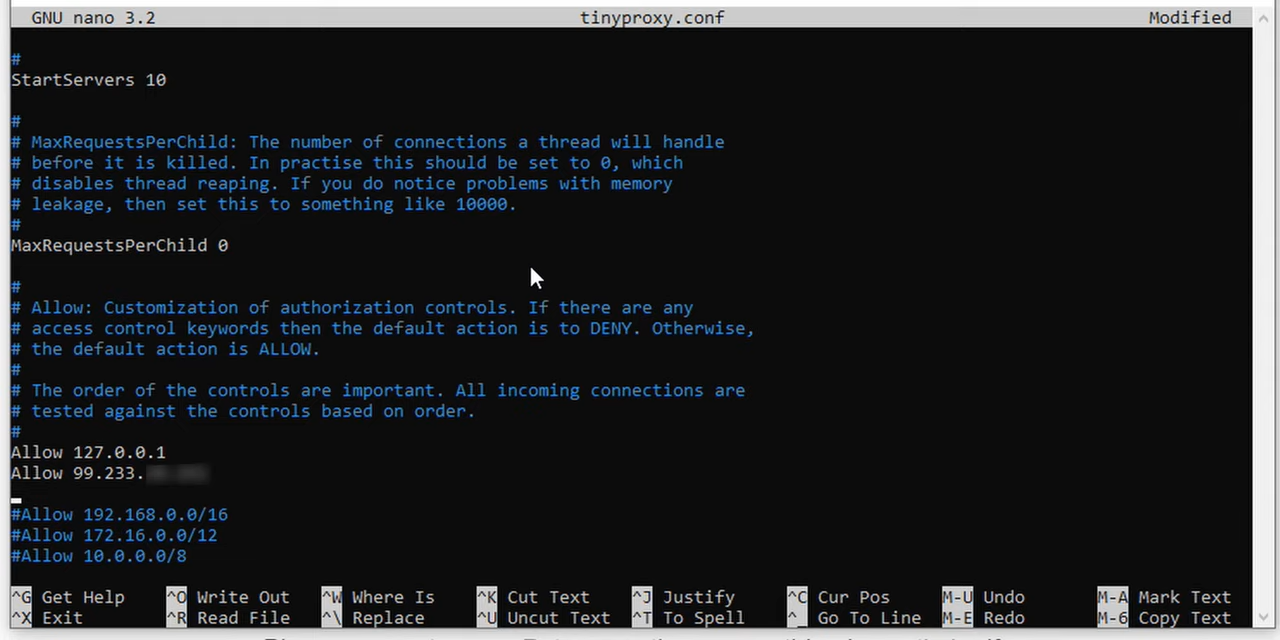 GNU nano 3.2 tinyproxy.conf Modified
#
StartServers 10
#
# MaxRequestsPerChild: The number of connections a thread will handle
# before it is killed. In practise this should be set to 0, which
# disables thread reaping. If you do notice problems with memory
# leakage, then set this to something like 10000.
#
MaxRequestsPerChild 0
#
# Allow: Customization of authorization controls. If there are any
# access control keywords then the default action is to DENY. Otherwise,
# the default action is ALLOW.
#
# The order of the controls are important. All incoming connections are
# tested against the controls based on order.
#
Allow 127.0.0.1
Allow 99.233.
#Allow 192.168.0.0/16
#Allow 172.16.0.0/12
#Allow 10.0.0.0/8
^G Get Help ^O Write Out ^W Where Is ^K Cut Text ^J Justify ^C Cur Pos M-U Undo M-A Mark Text
^X Exit ^R Read File ^\ Replace ^U Uncut Text ^T To Spell ^_ Go To Line M-E Redo M-6 Copy Text